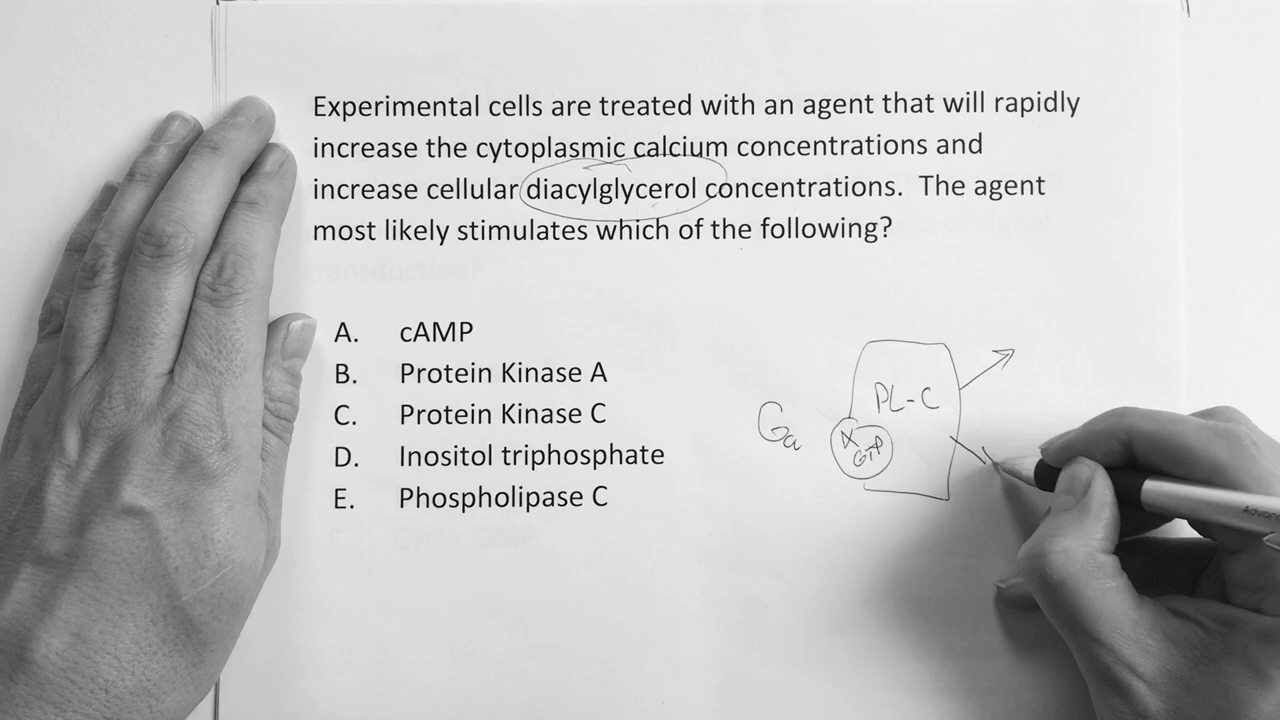 Experimental cells are treated with an agent that will rapidly
increase the cytoplasmic calcium concentrations and
increase cellular diacylglycerol concentrations. The agent
most likely stimulates which of the following?
transduction?
A. cAMP
B. Protein Kinase A
C. Protein Kinase C
D. Inositol triphosphate
E. Phospholipase C
PL-C
Gα
α
GTP